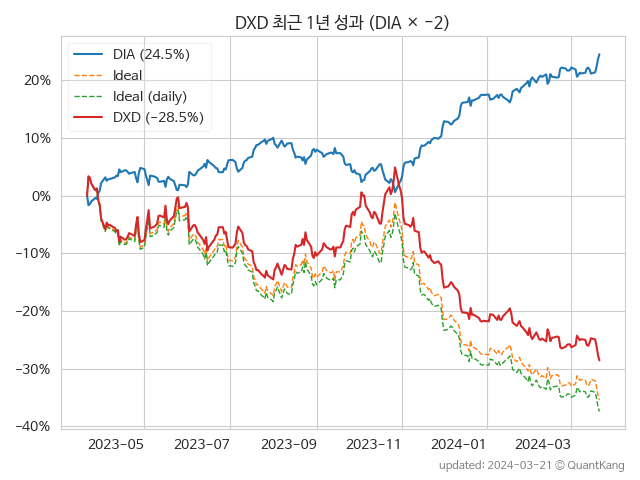 DXD 최근 1년 성과 (DIA × −2)
DIA (24.5%)
Ideal
Ideal (daily)
DXD (−28.5%)
20%
10%
0%
−10%
−20%
−30%
−40%
2023−05 2023−07 2023−09 2023−11 2024−01 2024−03
updated: 2024−03−21 © QuantKang